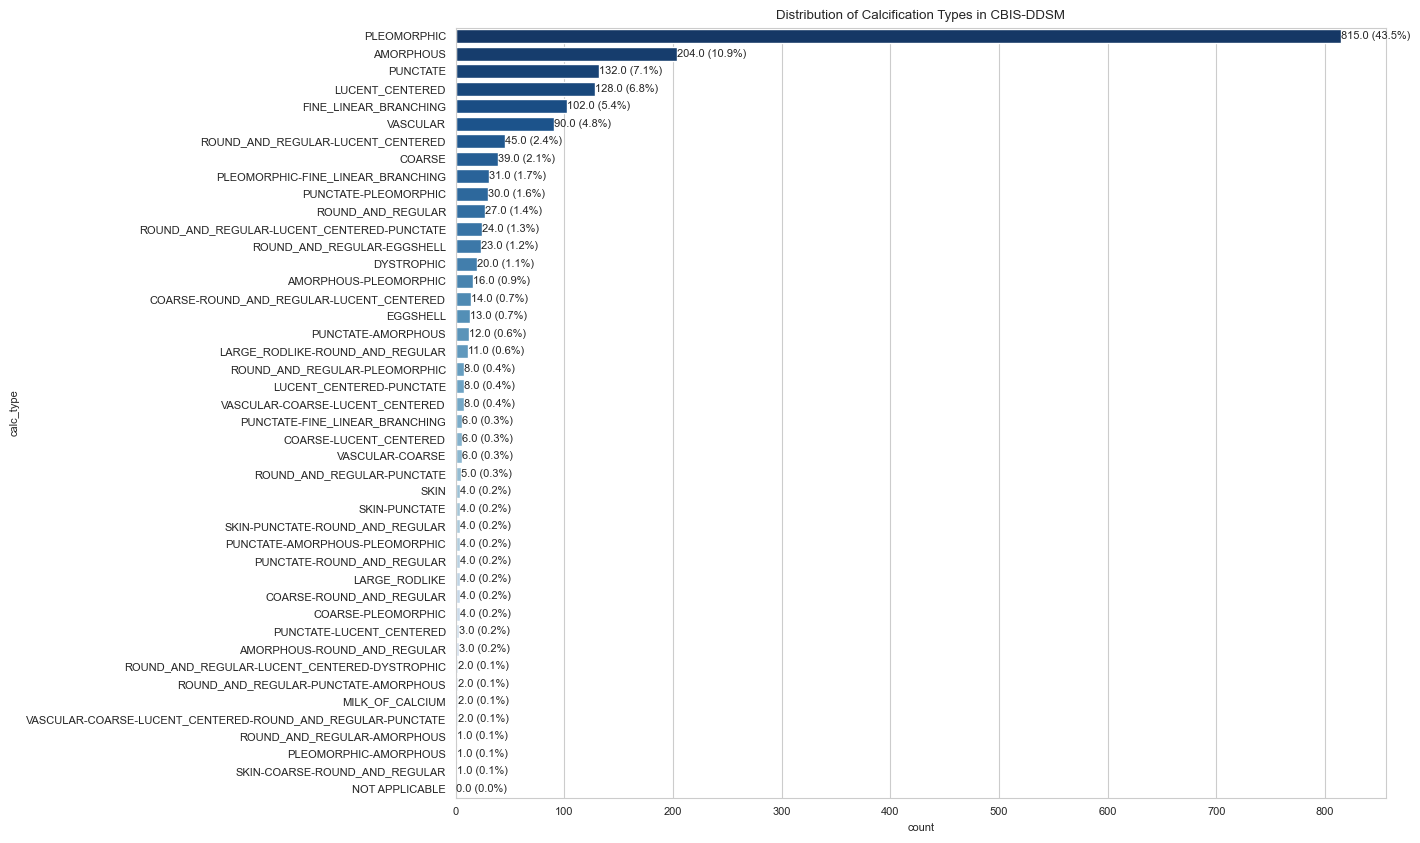 Distribution of Calcification Types in CBIS-DDSM
PLEOMORPHIC 815.0 (43.5%)
AMORPHOUS 204.0 (10.9%)
PUNCTATE 132.0 (7.1%)
LUCENT_CENTERED 128.0 (6.8%)
FINE_LINEAR_BRANCHING 102.0 (5.4%)
VASCULAR 90.0 (4.8%)
ROUND_AND_REGULAR-LUCENT_CENTERED 45.0 (2.4%)
COARSE 39.0 (2.1%)
PLEOMORPHIC-FINE_LINEAR_BRANCHING 31.0 (1.7%)
PUNCTATE-PLEOMORPHIC 30.0 (1.6%)
ROUND_AND_REGULAR 27.0 (1.4%)
ROUND_AND_REGULAR-LUCENT_CENTERED-PUNCTATE 24.0 (1.3%)
ROUND_AND_REGULAR-EGGSHELL 23.0 (1.2%)
DYSTROPHIC 20.0 (1.1%)
AMORPHOUS-PLEOMORPHIC 16.0 (0.9%)
COARSE-ROUND_AND_REGULAR-LUCENT_CENTERED 14.0 (0.7%)
EGGSHELL 13.0 (0.7%)
PUNCTATE-AMORPHOUS 12.0 (0.6%)
LARGE_RODLIKE-ROUND_AND_REGULAR 11.0 (0.6%)
ROUND_AND_REGULAR-PLEOMORPHIC 8.0 (0.4%)
LUCENT_CENTERED-PUNCTATE 8.0 (0.4%)
VASCULAR-COARSE-LUCENT_CENTERED 8.0 (0.4%)
PUNCTATE-FINE_LINEAR_BRANCHING 6.0 (0.3%)
COARSE-LUCENT_CENTERED 6.0 (0.3%)
VASCULAR-COARSE 6.0 (0.3%)
ROUND_AND_REGULAR-PUNCTATE 5.0 (0.3%)
SKIN 4.0 (0.2%)
SKIN-PUNCTATE 4.0 (0.2%)
SKIN-PUNCTATE-ROUND_AND_REGULAR 4.0 (0.2%)
PUNCTATE-AMORPHOUS-PLEOMORPHIC 4.0 (0.2%)
PUNCTATE-ROUND_AND_REGULAR 4.0 (0.2%)
LARGE_RODLIKE 4.0 (0.2%)
COARSE-ROUND_AND_REGULAR 4.0 (0.2%)
COARSE-PLEOMORPHIC 4.0 (0.2%)
PUNCTATE-LUCENT_CENTERED 3.0 (0.2%)
AMORPHOUS-ROUND_AND_REGULAR 3.0 (0.2%)
ROUND_AND_REGULAR-LUCENT_CENTERED-DYSTROPHIC 2.0 (0.1%)
ROUND_AND_REGULAR-PUNCTATE-AMORPHOUS 2.0 (0.1%)
MILK_OF_CALCIUM 2.0 (0.1%)
VASCULAR-COARSE-LUCENT_CENTERED-ROUND_AND_REGULAR-PUNCTATE 2.0 (0.1%)
ROUND_AND_REGULAR-AMORPHOUS 1.0 (0.1%)
PLEOMORPHIC-AMORPHOUS 1.0 (0.1%)
SKIN-COARSE-ROUND_AND_REGULAR 1.0 (0.1%)
NOT APPLICABLE 0.0 (0.0%)
calc_type
0 100 200 300 400 500 600 700 800
count